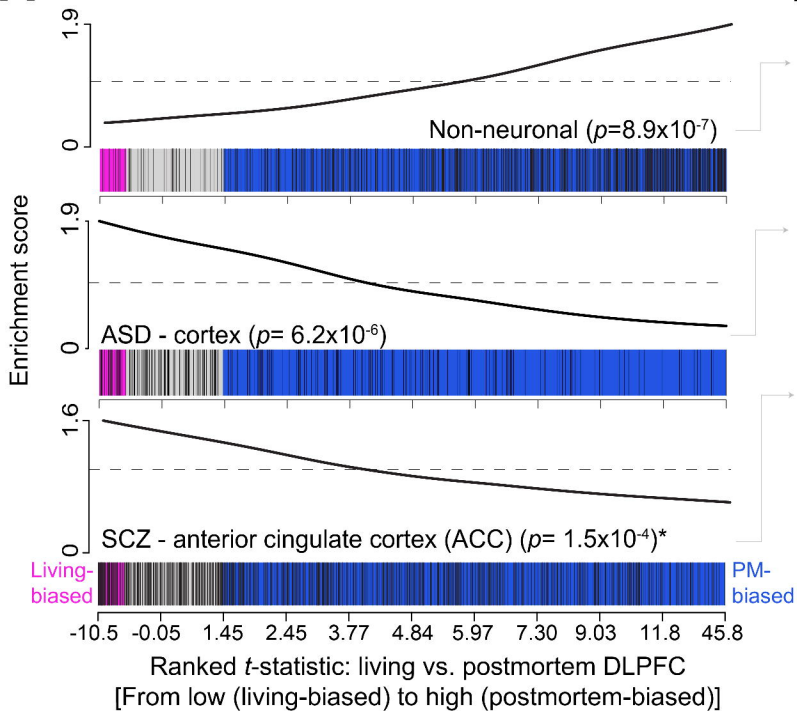 1.9
0
Non-neuronal (p=8.9x10-7)
Enrichment score
1.9
0
ASD - cortex (p= 6.2x10-6)
1.6
0
SCZ - anterior cingulate cortex (ACC) (p= 1.5x10-4)*
Living-
biased
PM-
biased
-10.5 -0.05 1.45 2.45 3.77 4.84 5.97 7.30 9.03 11.8 45.8
Ranked t-statistic: living vs. postmortem DLPFC
[From low (living-biased) to high (postmortem-biased)]